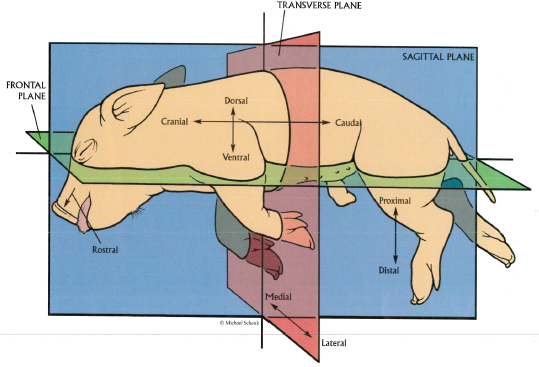 TRANSVERSE PLANE
SAGITTAL PLANE
FRONTAL
PLANE
Dorsal
Cranial
Caudal
Ventral
Proximal
Rostral
Distal
Medial
© Michael Schenk
Lateral